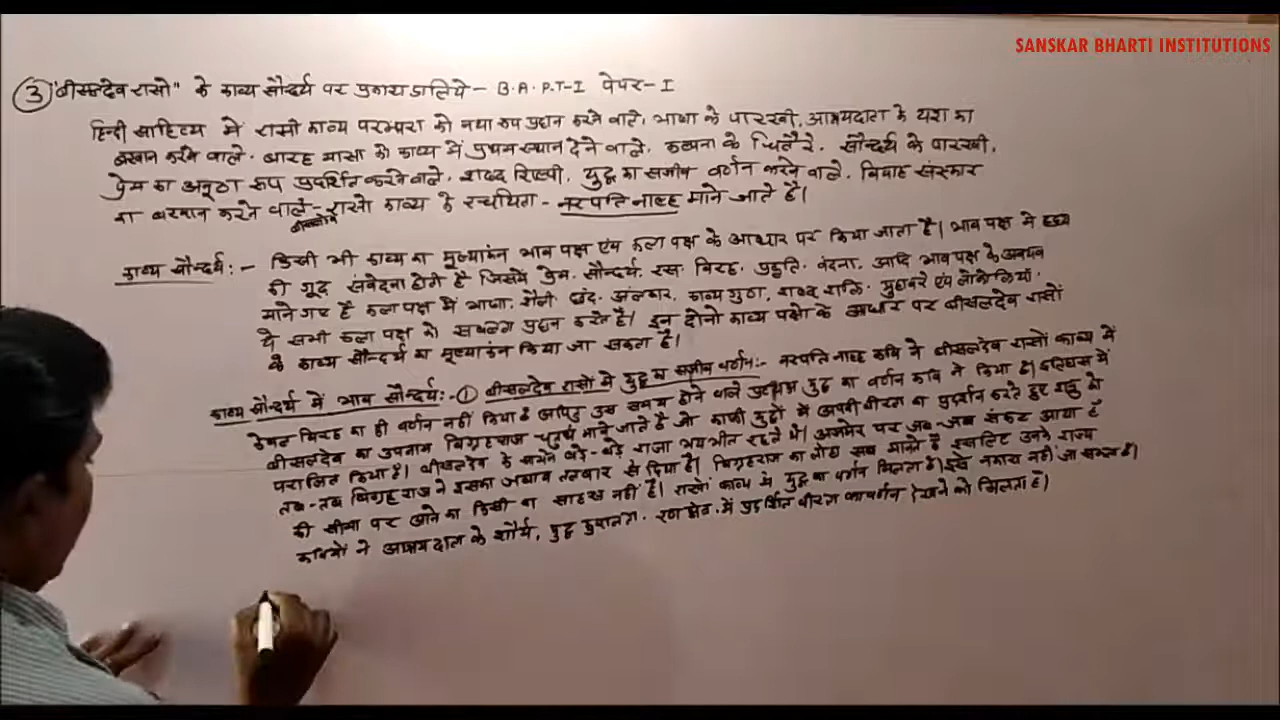 SANSKAR BHARTI INSTITUTIONS
③ "बीसलदेव रासो" के काव्य सौन्दर्य पर प्रकाश डालिये - B.A.PT-I पेपर-I
हिन्दी साहित्य में रासो काव्य परम्परा को नया रूप प्रदान करने वाले, भाषा के पारखी, आश्रयदाता के यश का
बखान करने वाले, बारह मासा को काव्य में प्रथम स्थान देने वाले, कल्पना के चितेरे, सौन्दर्य के पारखी,
प्रेम का अनूठा रूप प्रदर्शित करने वाले, शब्द शिल्पी, युद्ध का सजीव वर्णन करने वाले, विवाह संस्कार
का बखान करने वाले - रासो काव्य के रचयिता - नरपति नाल्ह माने जाते है।
बीसलदेव
काव्य सौन्दर्य :- किसी भी काव्य का मूल्यांकन भाव पक्ष एंव कला पक्ष के आधार पर किया जाता है। भाव पक्ष में हृदय
की गूढ़ संवेदना होती है जिसमें प्रेम, सौन्दर्य, रस, विरह, प्रकृति, वंदना, आदि भाव पक्ष के अवयव
माने गए है कला पक्ष में भाषा, शैली छंद, अलंकार, काव्य गुण, शब्द शक्ति, मुहावरे एंव लोकोक्तियाँ
ये सभी कला पक्ष को सबलता प्रदान करते है। इन दोनो काव्य पक्षो के आधार पर बीसलदेव रासों
के काव्य सौन्दर्य का मूल्यांकन किया जा सकता है।
काव्य सौन्दर्य में भाव सौन्दर्य :- ① बीसलदेव रासों में युद्ध का सजीव वर्णन :- नरपति नाल्ह कवि ने बीसलदेव रासों काव्य में
केवल विरह का ही वर्णन नहीं किया है अपितु उस समय होने वाले युद्ध का वर्णन कवि ने किया है। इतिहास में
बीसलदेव का उपनाम विग्रहराज चतुर्थ माने जाते है जो काफी युद्धों में अपनी वीरता का प्रदर्शन करते हुए शत्रु को
पराजित किया है। बीसलदेव के सामने बड़े-बड़े राजा भयभीत रहते थे। अजमेर पर जब-जब संकट आया है
तब-तब विग्रहराज ने इसका जवाब तलवार से दिया है। विग्रहराज का लोहा सब मानते है इसलिए उनके राज्य
की सीमा पर आने का किसी का साहस नहीं है। रासों काव्य में युद्ध का वर्णन मिलता है। इसे नकारा नहीं जा सकता है।
कवियों ने आश्रयदाता के शौर्य, युद्ध कुशलता, रण क्षेत्र में प्रदर्शित वीरता का वर्णन देखने को मिलता है।